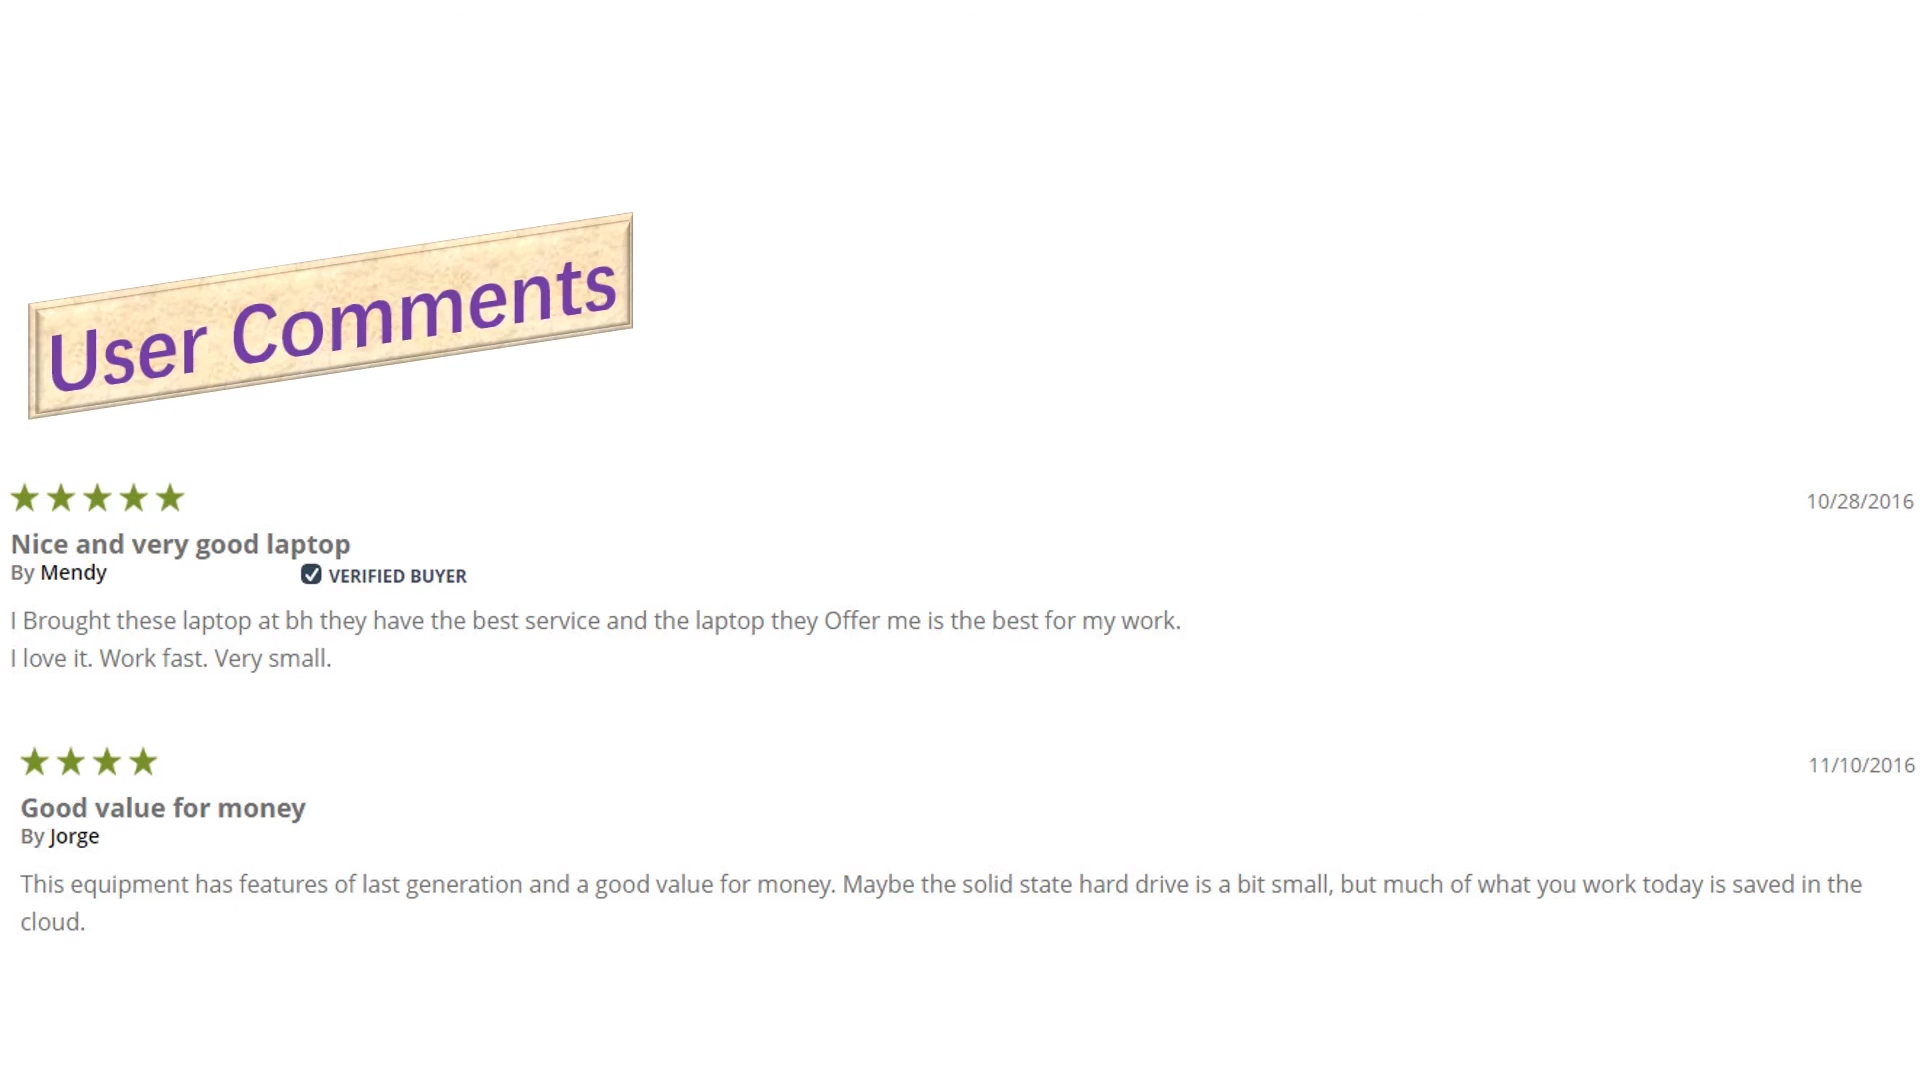 User Comments
10/28/2016
Nice and very good laptop
By Mendy VERIFIED BUYER
I Brought these laptop at bh they have the best service and the laptop they Offer me is the best for my work.
I love it. Work fast. Very small.
11/10/2016
Good value for money
By Jorge
This equipment has features of last generation and a good value for money. Maybe the solid state hard drive is a bit small, but much of what you work today is saved in the
cloud.